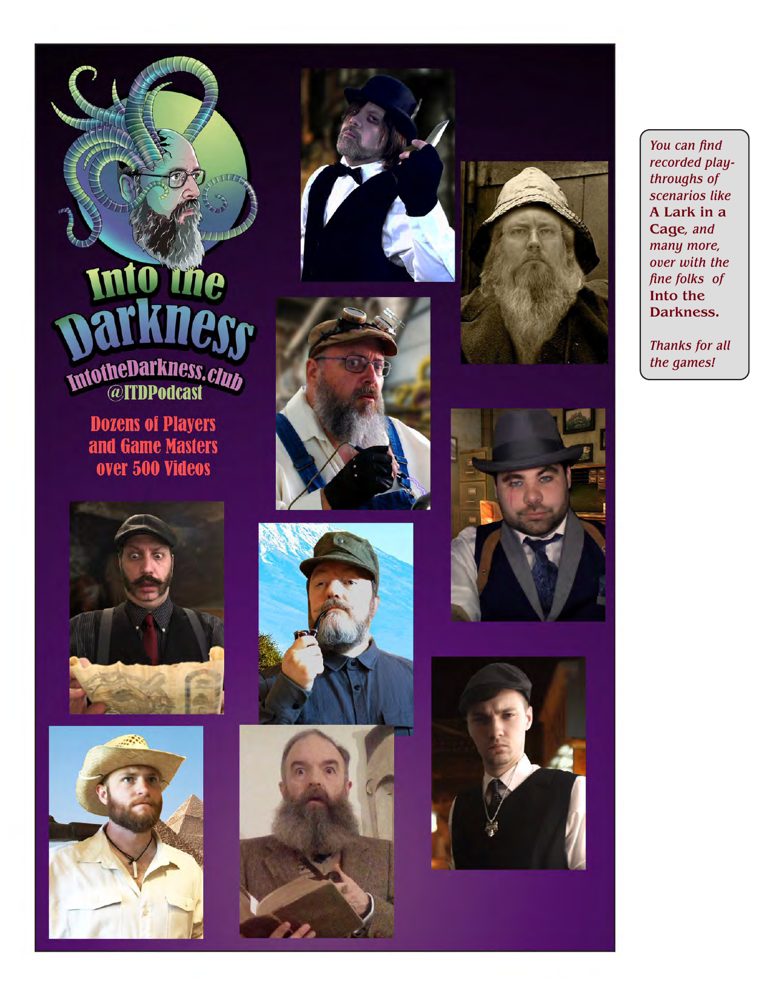 Into the
Darkness
IntotheDarkness.club
@ITDPodcast
Dozens of Players
and Game Masters
over 500 Videos
You can find
recorded play-
throughs of
scenarios like
A Lark in a
Cage, and
many more,
over with the
fine folks of
Into the
Darkness.
Thanks for all
the games!